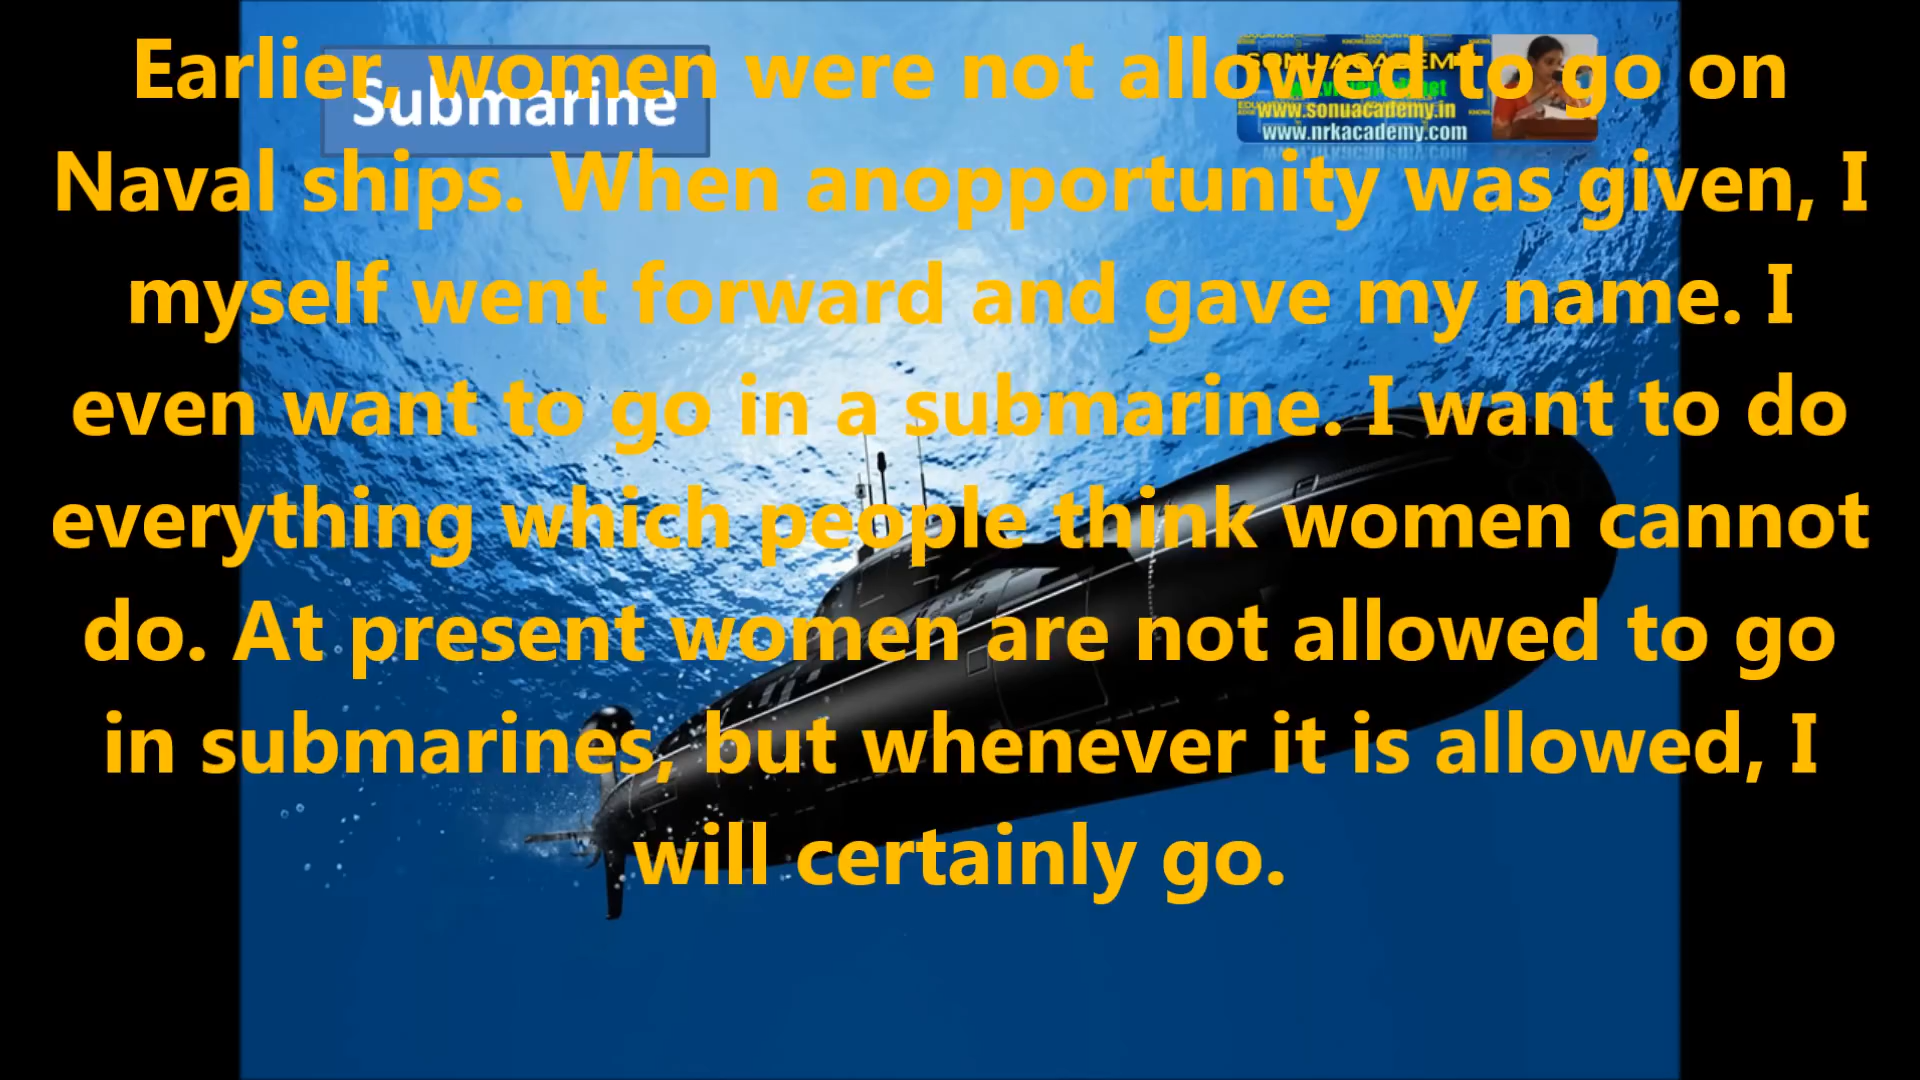 Earlier, women were not allowed to go on
Naval ships. When anopportunity was given, I
myself went forward and gave my name. I
even want to go in a submarine. I want to do
everything which people think women cannot
do. At present women are not allowed to go
in submarines, but whenever it is allowed, I
will certainly go.
Submarine
SONU ACADEMY
www.sonuacademy.in
www.nrkacademy.com